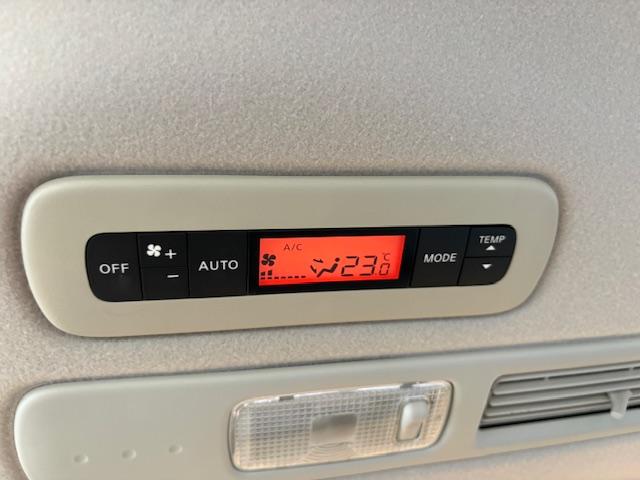 OFF
+
−
AUTO
A/C
23.0 °C
MODE
TEMP